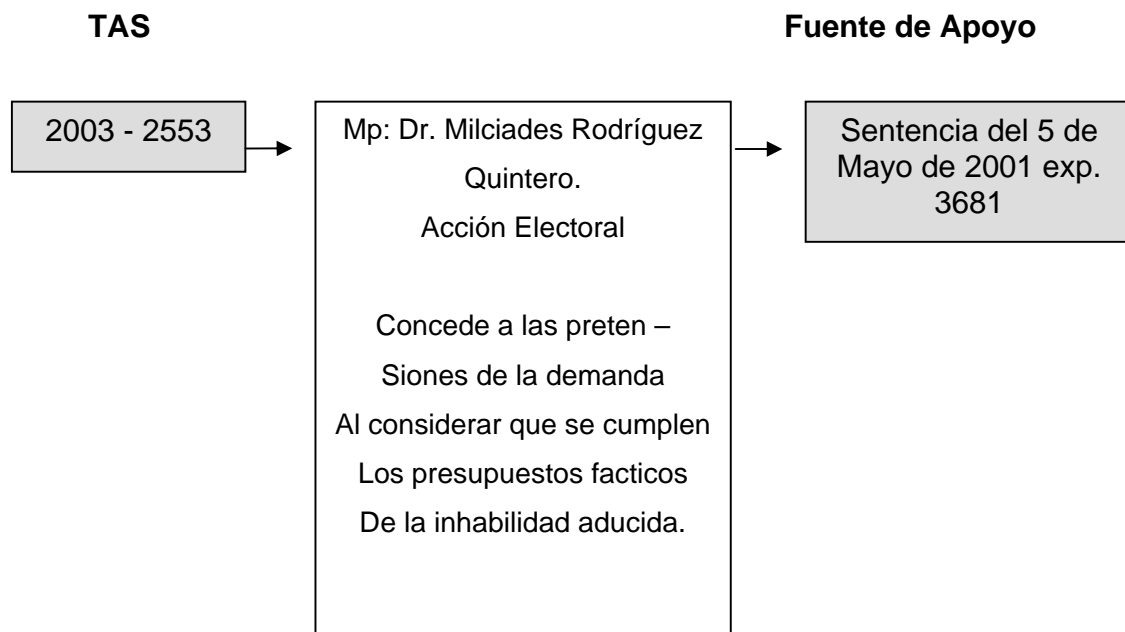 TAS
Fuente de Apoyo
2003 - 2553
Mp: Dr. Milciades Rodríguez
Quintero.
Acción Electoral
Concede a las preten –
Siones de la demanda
Al considerar que se cumplen
Los presupuestos facticos
De la inhabilidad aducida.
Sentencia del 5 de
Mayo de 2001 exp.
3681